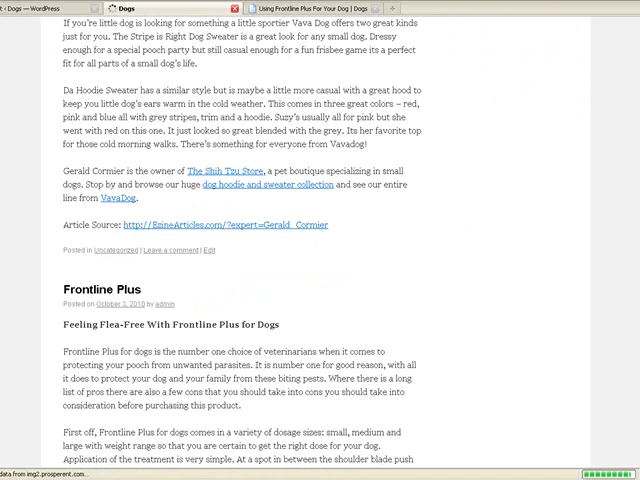 t ‹ Dogs — WordPress
Dogs
Using Frontline Plus For Your Dog | Dogs
If you're little dog is looking for something a little sportier Vava Dog offers two great kinds
just for you. The Stripe is Right Dog Sweater is a great look for any small dog. Dressy
enough for a special pooch party but still casual enough for a fun frisbee game its a perfect
fit for all parts of a small dog's life.
Da Hoodie Sweater has a similar style but is maybe a little more casual with a great hood to
keep you little dog's ears warm in the cold weather. This comes in three great colors – red,
pink and blue all with grey stripes, trim and a hoodie. Suzy's usually all for pink but she
went with red on this one. It just looked so great blended with the grey. Its her favorite top
for those cold morning walks. There's something for everyone from Vavadog!
Gerald Cormier is the owner of The Shih Tzu Store, a pet boutique specializing in small
dogs. Stop by and browse our huge dog hoodie and sweater collection and see our entire
line from VavaDog.
Article Source: http://EzineArticles.com/?expert=Gerald_Cormier
Posted in Uncategorized | Leave a comment | Edit
Frontline Plus
Posted on October 3, 2010 by admin
Feeling Flea-Free With Frontline Plus for Dogs
Frontline Plus for dogs is the number one choice of veterinarians when it comes to
protecting your pooch from unwanted parasites. It is number one for good reason, with all
it does to protect your dog and your family from these biting pests. Where there is a long
list of pros there are also a few cons that you should take into cons you should take into
consideration before purchasing this product.
First off, Frontline Plus for dogs comes in a variety of dosage sizes: small, medium and
large with weight range so that you are certain to get the right dose for your dog.
Application of the treatment is very simple. At a spot in between the shoulder blade push
data from img2.prosperent.com...